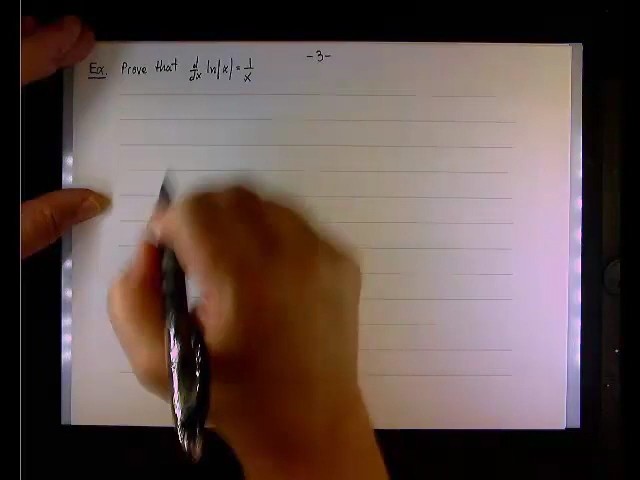 -3-
Ex. Prove that d/dx ln|x| = 1/x